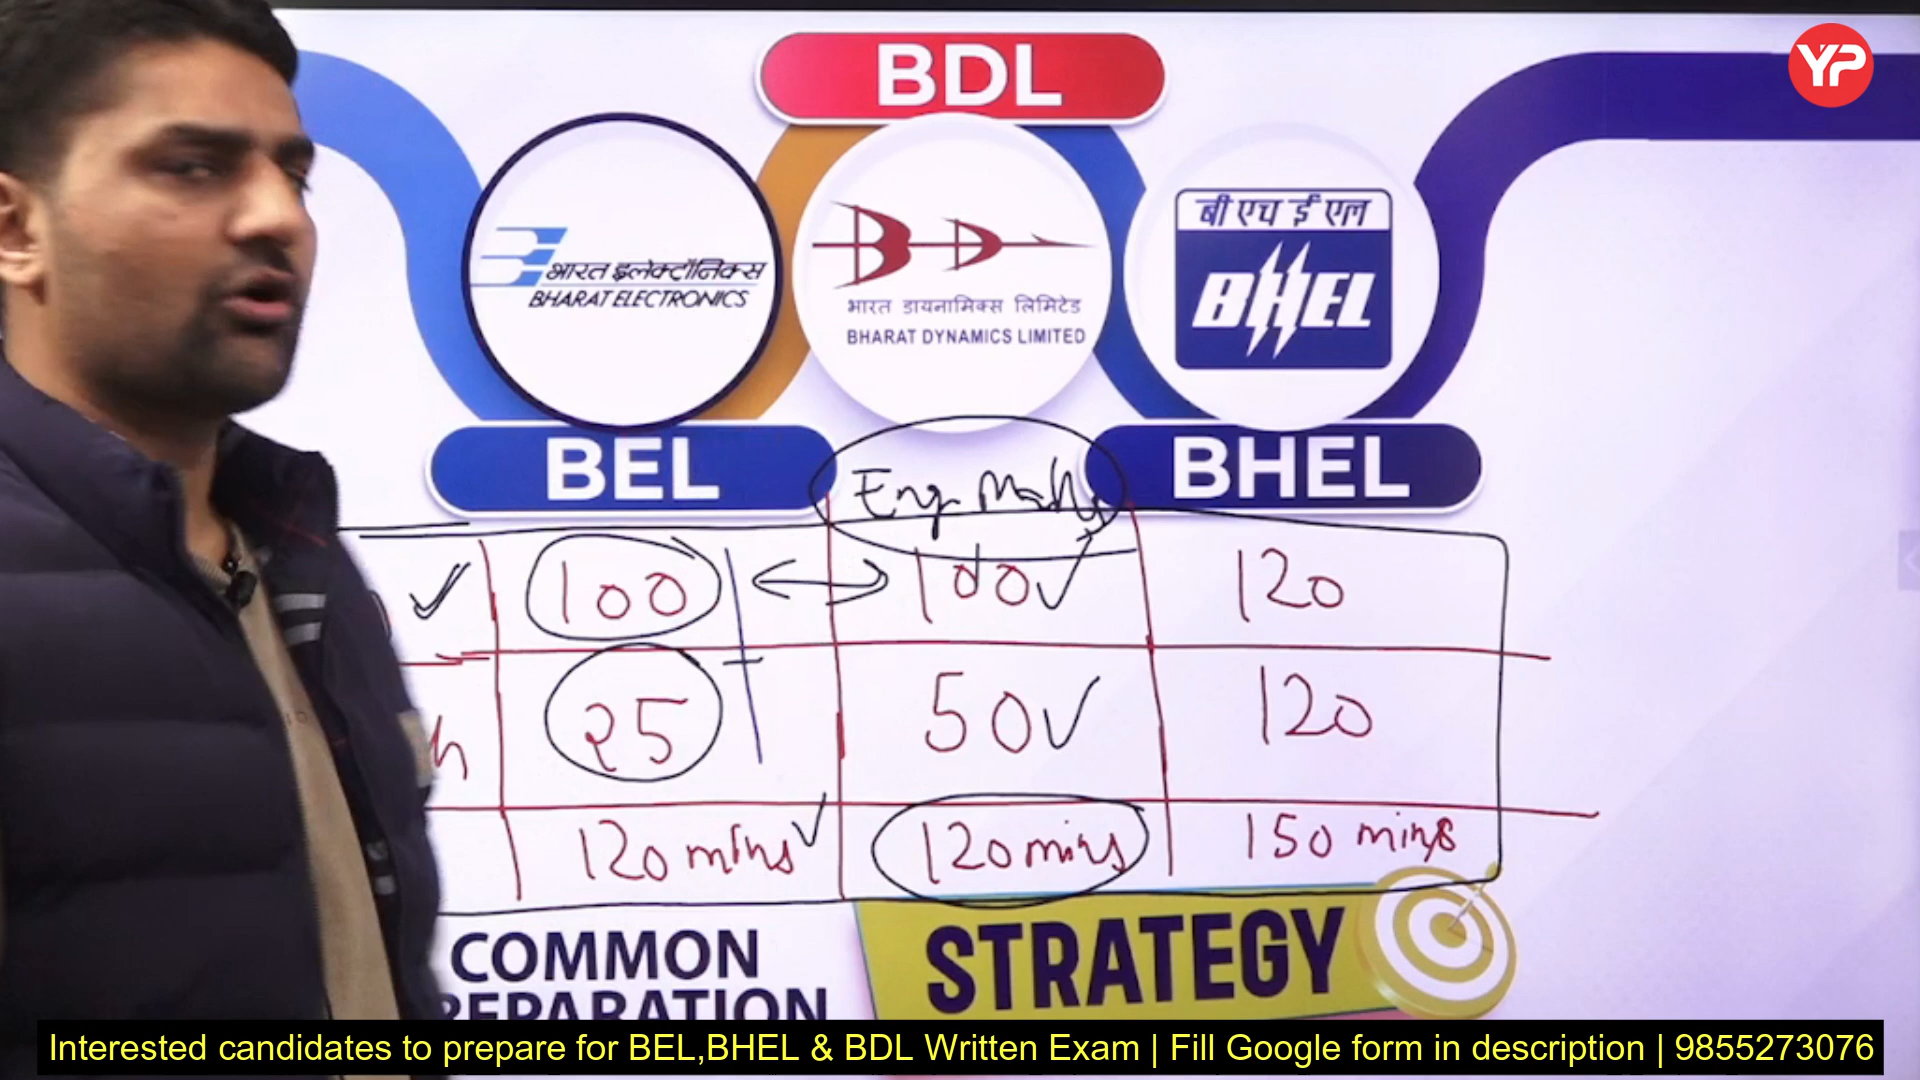 BDL
YP
बी एच ई एल
BHEL
भारत इलेक्ट्रॉनिक्स
BHARAT ELECTRONICS
भारत डायनामिक्स लिमिटेड
BHARAT DYNAMICS LIMITED
BEL
Eng Maths
BHEL
100 100 120
25 50 120
120 mins 120 mins 150 mins
COMMON
PREPARATION
STRATEGY
Interested candidates to prepare for BEL,BHEL & BDL Written Exam | Fill Google form in description | 9855273076